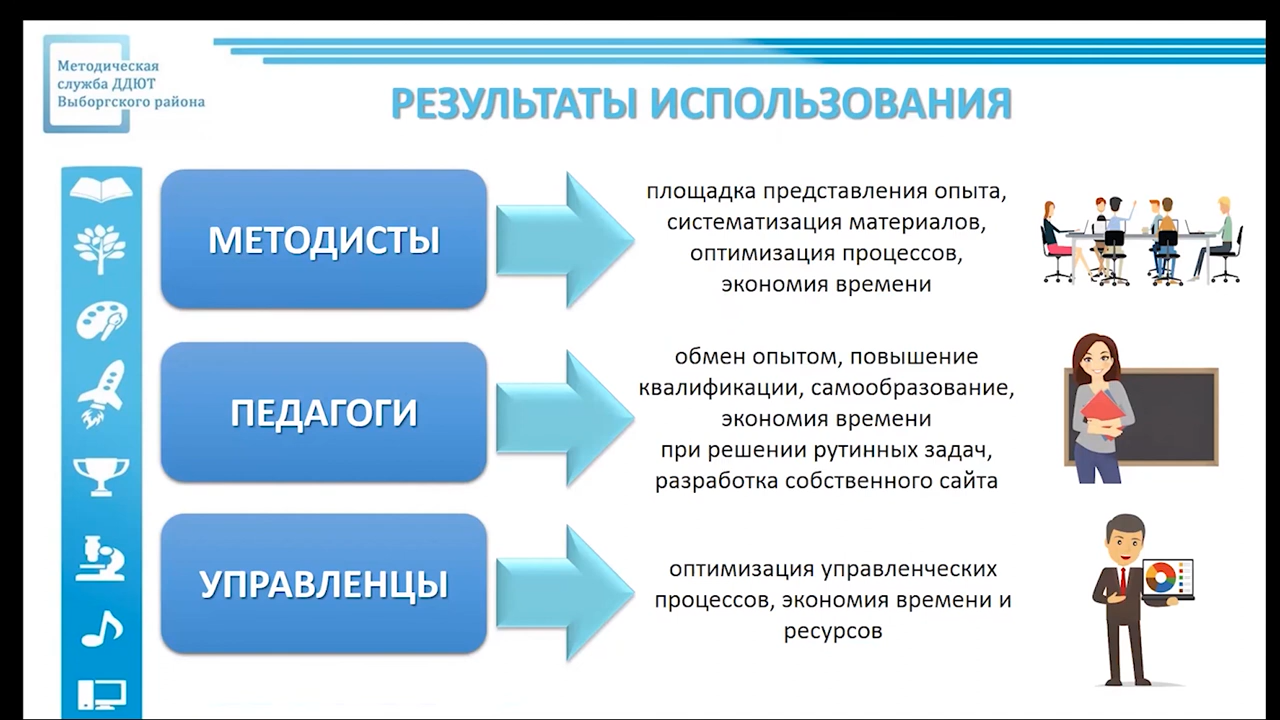 Методическая
служба ДДЮТ
Выборгского района
РЕЗУЛЬТАТЫ ИСПОЛЬЗОВАНИЯ
МЕТОДИСТЫ
площадка представления опыта,
систематизация материалов,
оптимизация процессов,
экономия времени
ПЕДАГОГИ
обмен опытом, повышение
квалификации, самообразование,
экономия времени
при решении рутинных задач,
разработка собственного сайта
УПРАВЛЕНЦЫ
оптимизация управленческих
процессов, экономия времени и
ресурсов